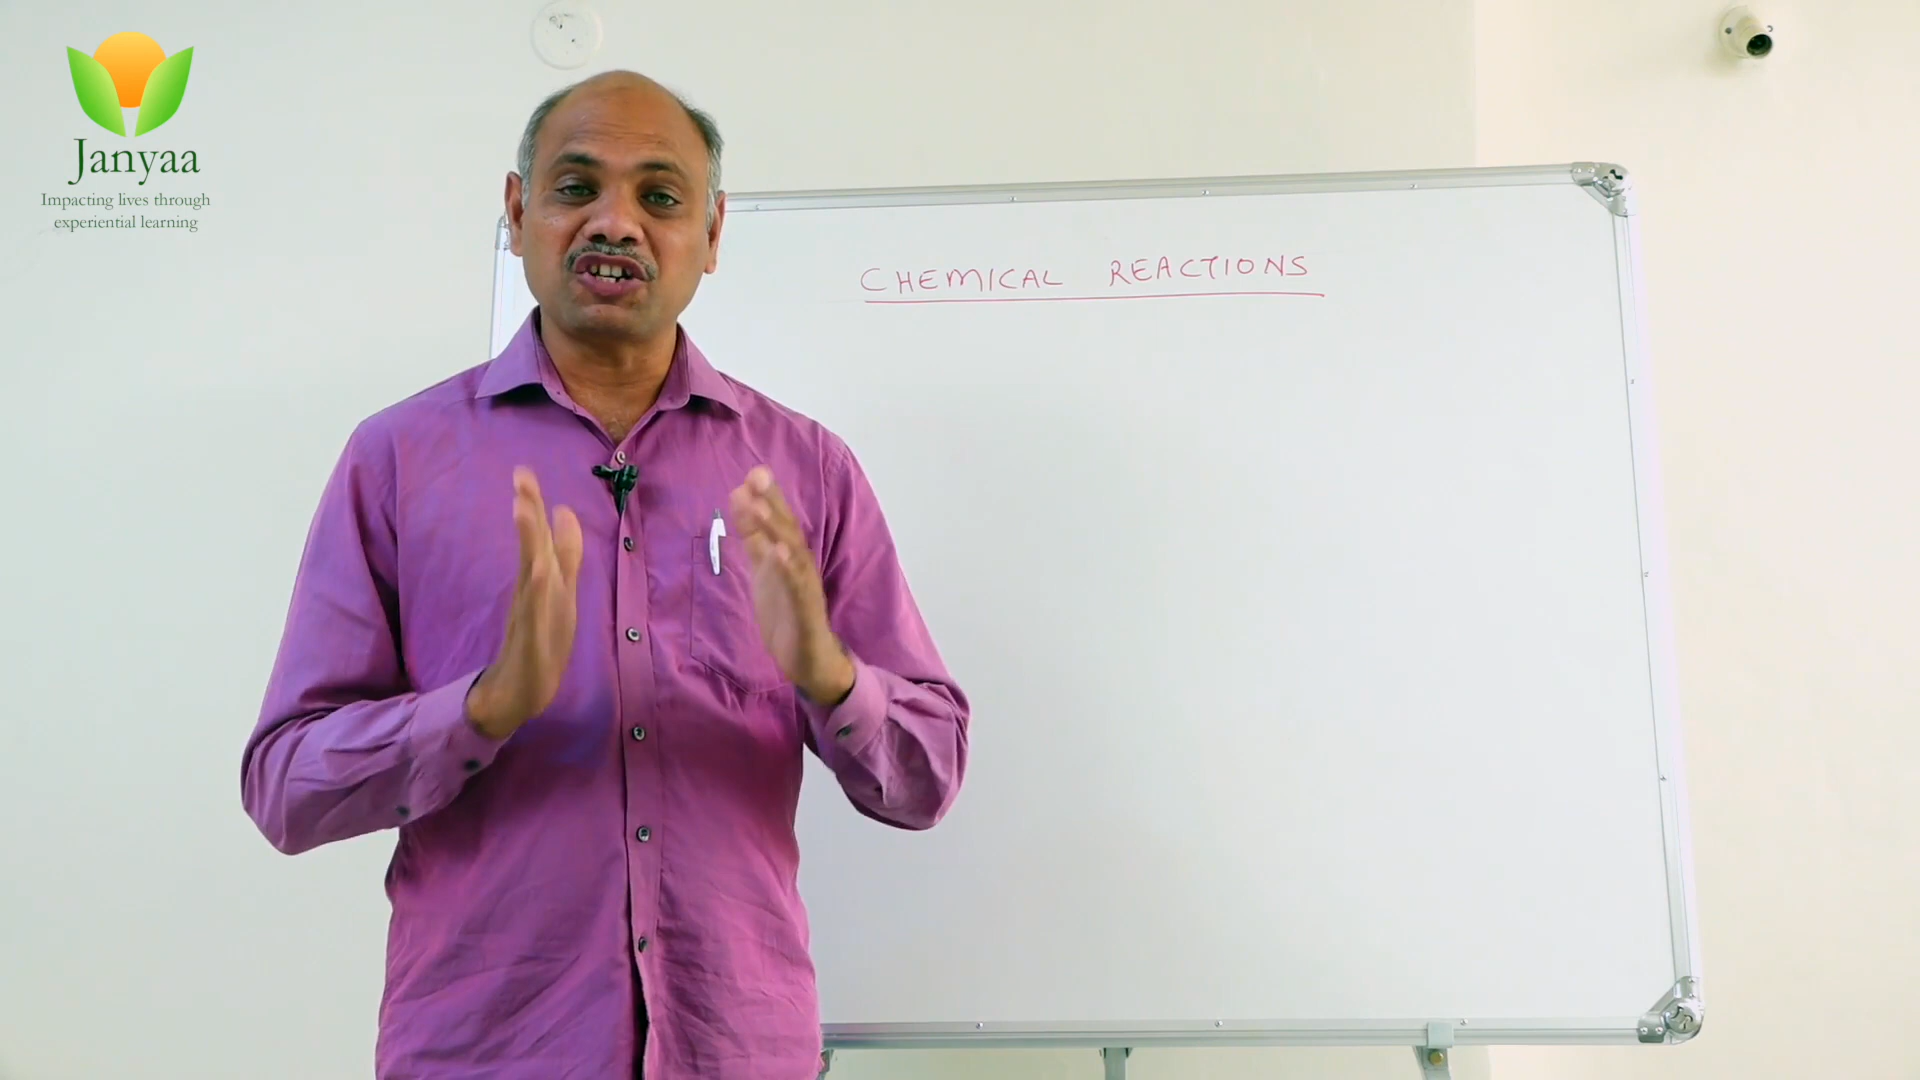 Janyaa
Impacting lives through
experiential learning
CHEMICAL REACTIONS